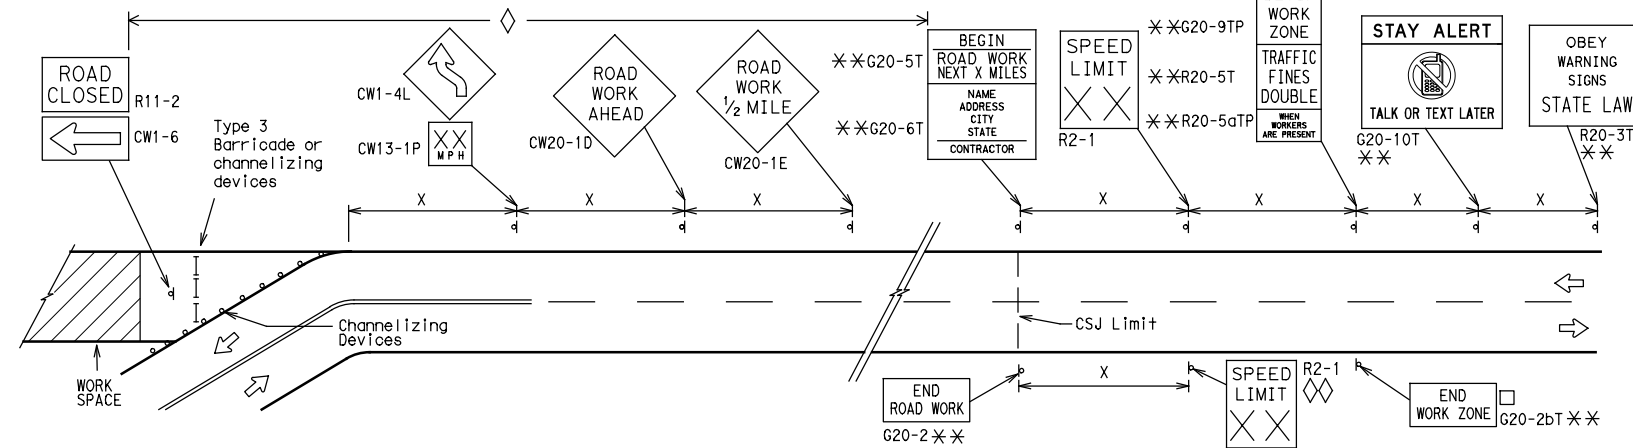 ROAD
CLOSED
R11-2
CW1-6
Type 3
Barricade or
channelizing
devices
CW1-4L
CW13-1P
XX
MPH
ROAD
WORK
AHEAD
CW20-1D
ROAD
WORK
1/2 MILE
CW20-1E
**G20-5T
**G20-6T
BEGIN
ROAD WORK
NEXT X MILES
NAME
ADDRESS
CITY
STATE
CONTRACTOR
SPEED
LIMIT
XX
R2-1
**G20-9TP
**R20-5T
**R20-5aTP
WORK
ZONE
TRAFFIC
FINES
DOUBLE
WHEN
WORKERS
ARE PRESENT
STAY ALERT
TALK OR TEXT LATER
G20-10T
**
OBEY
WARNING
SIGNS
STATE LAW
R20-3T
**
X
X
X
X
X
X
X
Channelizing
Devices
CSJ Limit
WORK
SPACE
END
ROAD WORK
G20-2**
X
SPEED
LIMIT
XX
R2-1
END
WORK ZONE
G20-2bT**